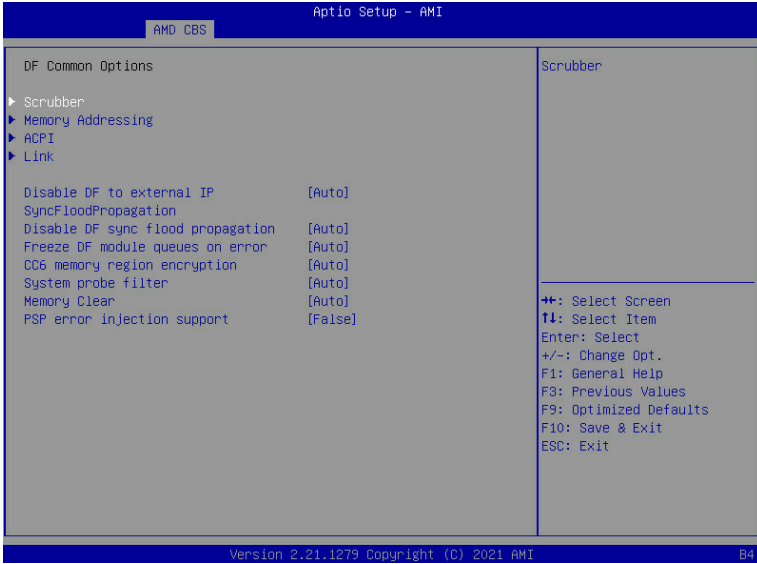 Aptio Setup – AMI
AMD CBS
DF Common Options
Scrubber
Scrubber
Memory Addressing
ACPI
Link
Disable DF to external IP [Auto]
SyncFloodPropagation
Disable DF sync flood propagation [Auto]
Freeze DF module queues on error [Auto]
CC6 memory region encryption [Auto]
System probe filter [Auto]
Memory Clear [Auto]
PSP error injection support [False]
→←: Select Screen
↑↓: Select Item
Enter: Select
+/-: Change Opt.
F1: General Help
F3: Previous Values
F9: Optimized Defaults
F10: Save & Exit
ESC: Exit
Version 2.21.1279 Copyright (C) 2021 AMI
B4